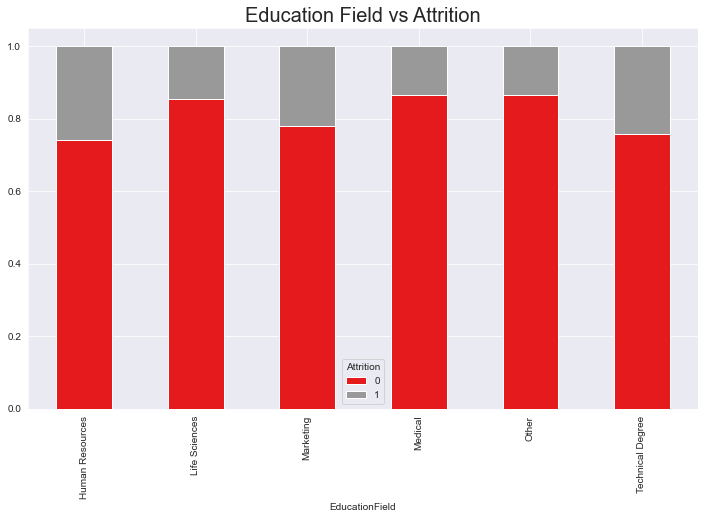 Education Field vs Attrition
1.0
0.8
0.6
0.4
0.2
0.0
Attrition
0
1
Human Resources
Life Sciences
Marketing
Medical
Other
Technical Degree
EducationField